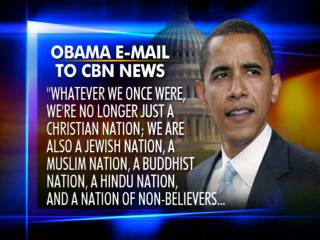 OBAMA E-MAIL
TO CBN NEWS
"WHATEVER WE ONCE WERE,
WE'RE NO LONGER JUST A
CHRISTIAN NATION; WE ARE
ALSO A JEWISH NATION, A
MUSLIM NATION, A BUDDHIST
NATION, A HINDU NATION,
AND A NATION OF NON-BELIEVERS...